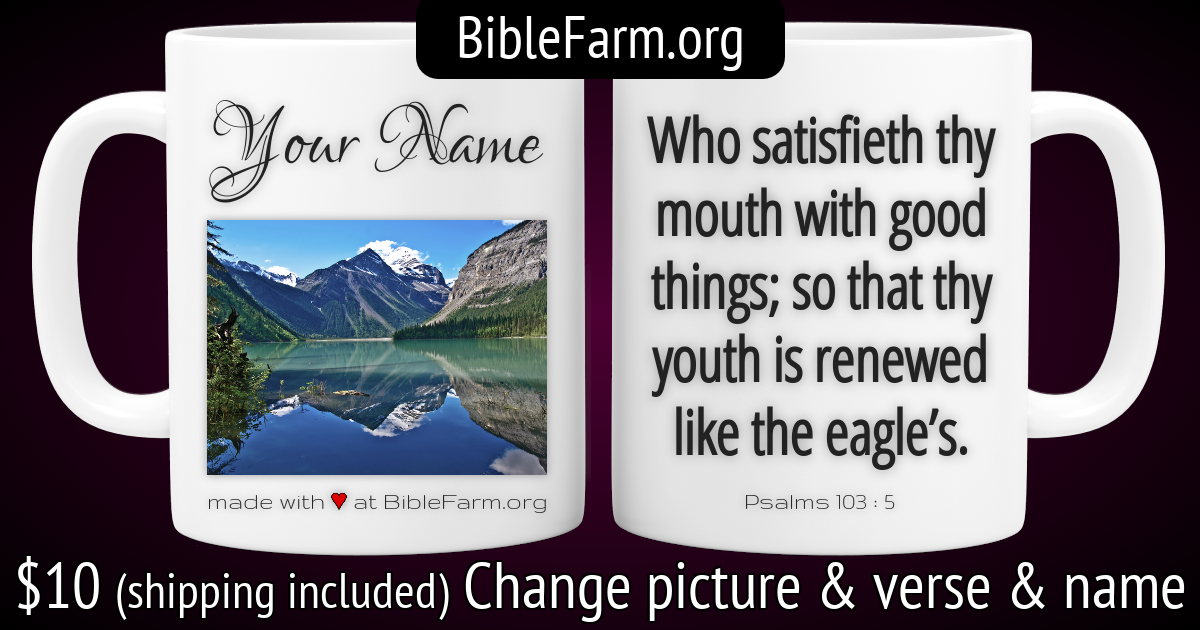 BibleFarm.org
Your Name
made with ♥ at BibleFarm.org
Who satisfieth thy
mouth with good
things; so that thy
youth is renewed
like the eagle’s.
Psalms 103 : 5
$10 (shipping included) Change picture & verse & name